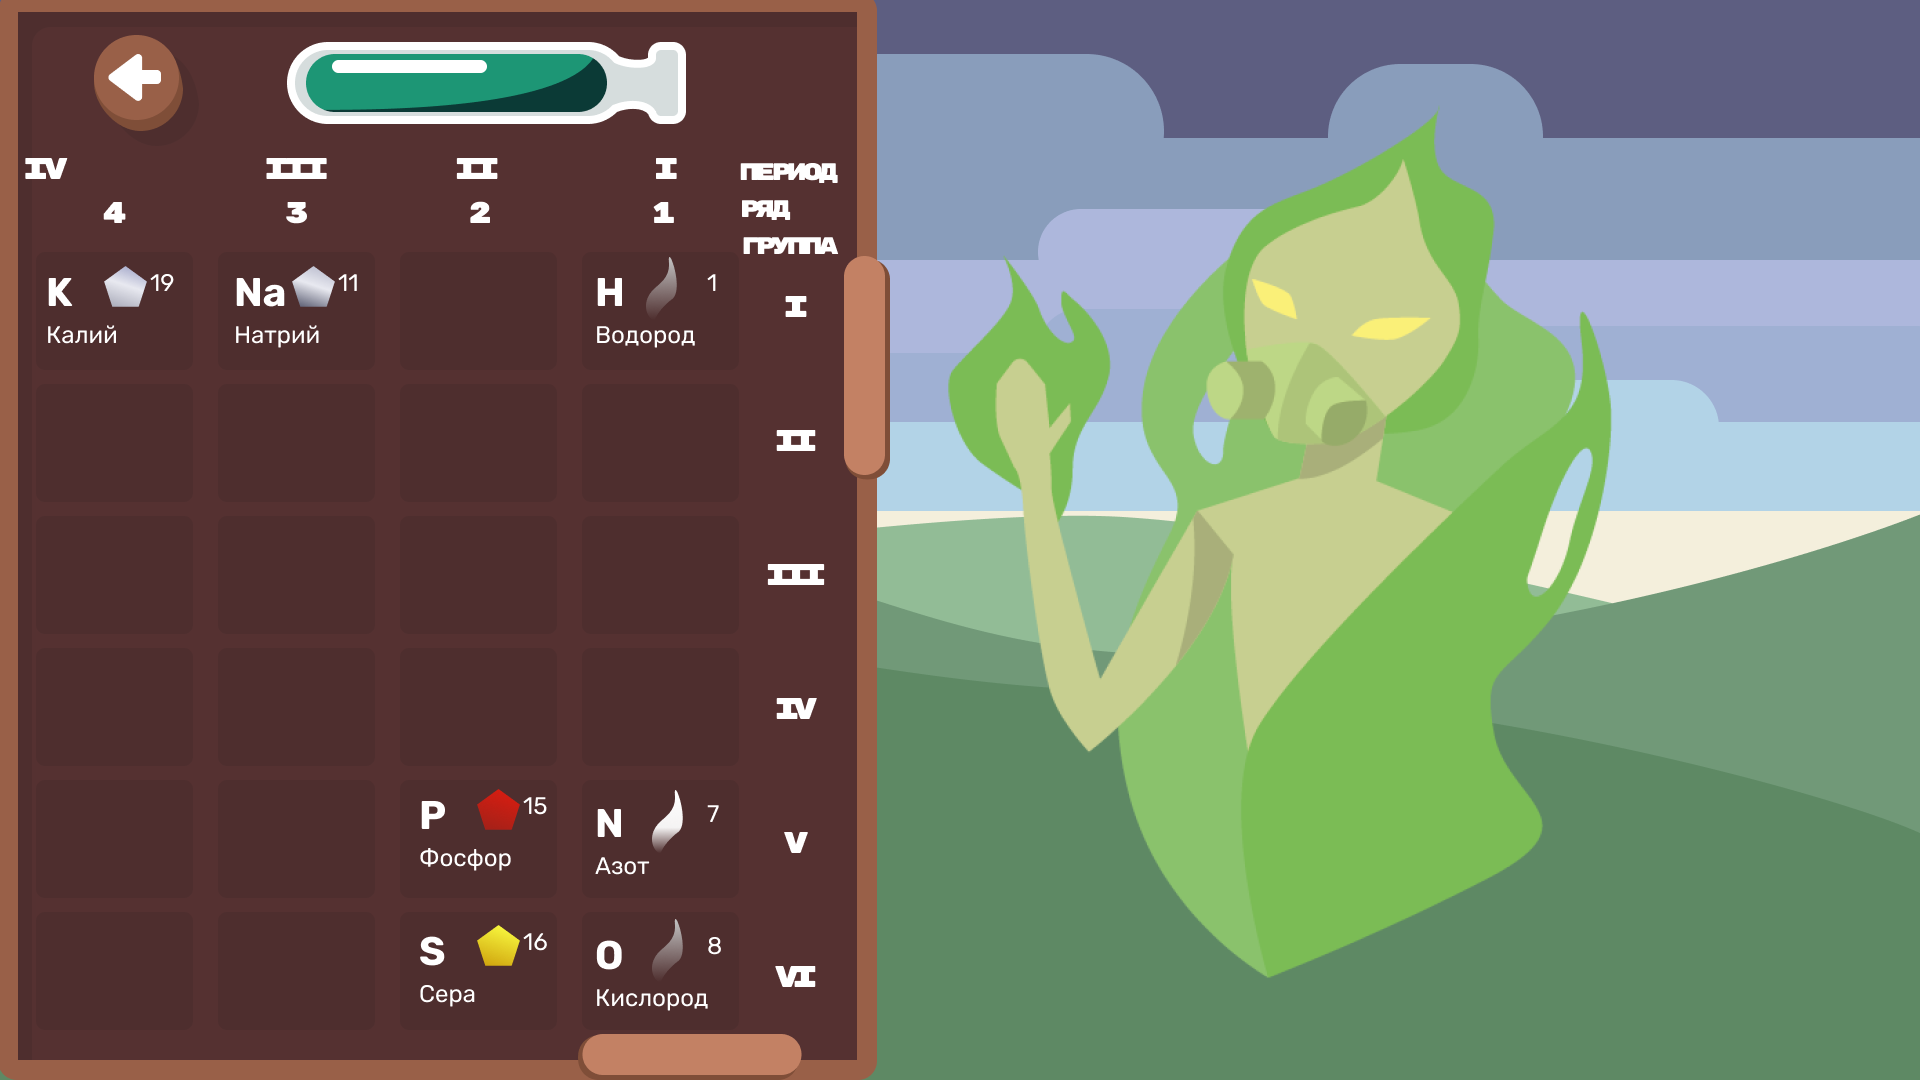 IV III II I ПЕРИОД
4 3 2 1 РЯД
ГРУППА
K 19 Na 11 H 1
Калий Натрий Водород
I
II
III
IV
P 15 N 7
Фосфор Азот
V
S 16 O 8
Сера Кислород
VI